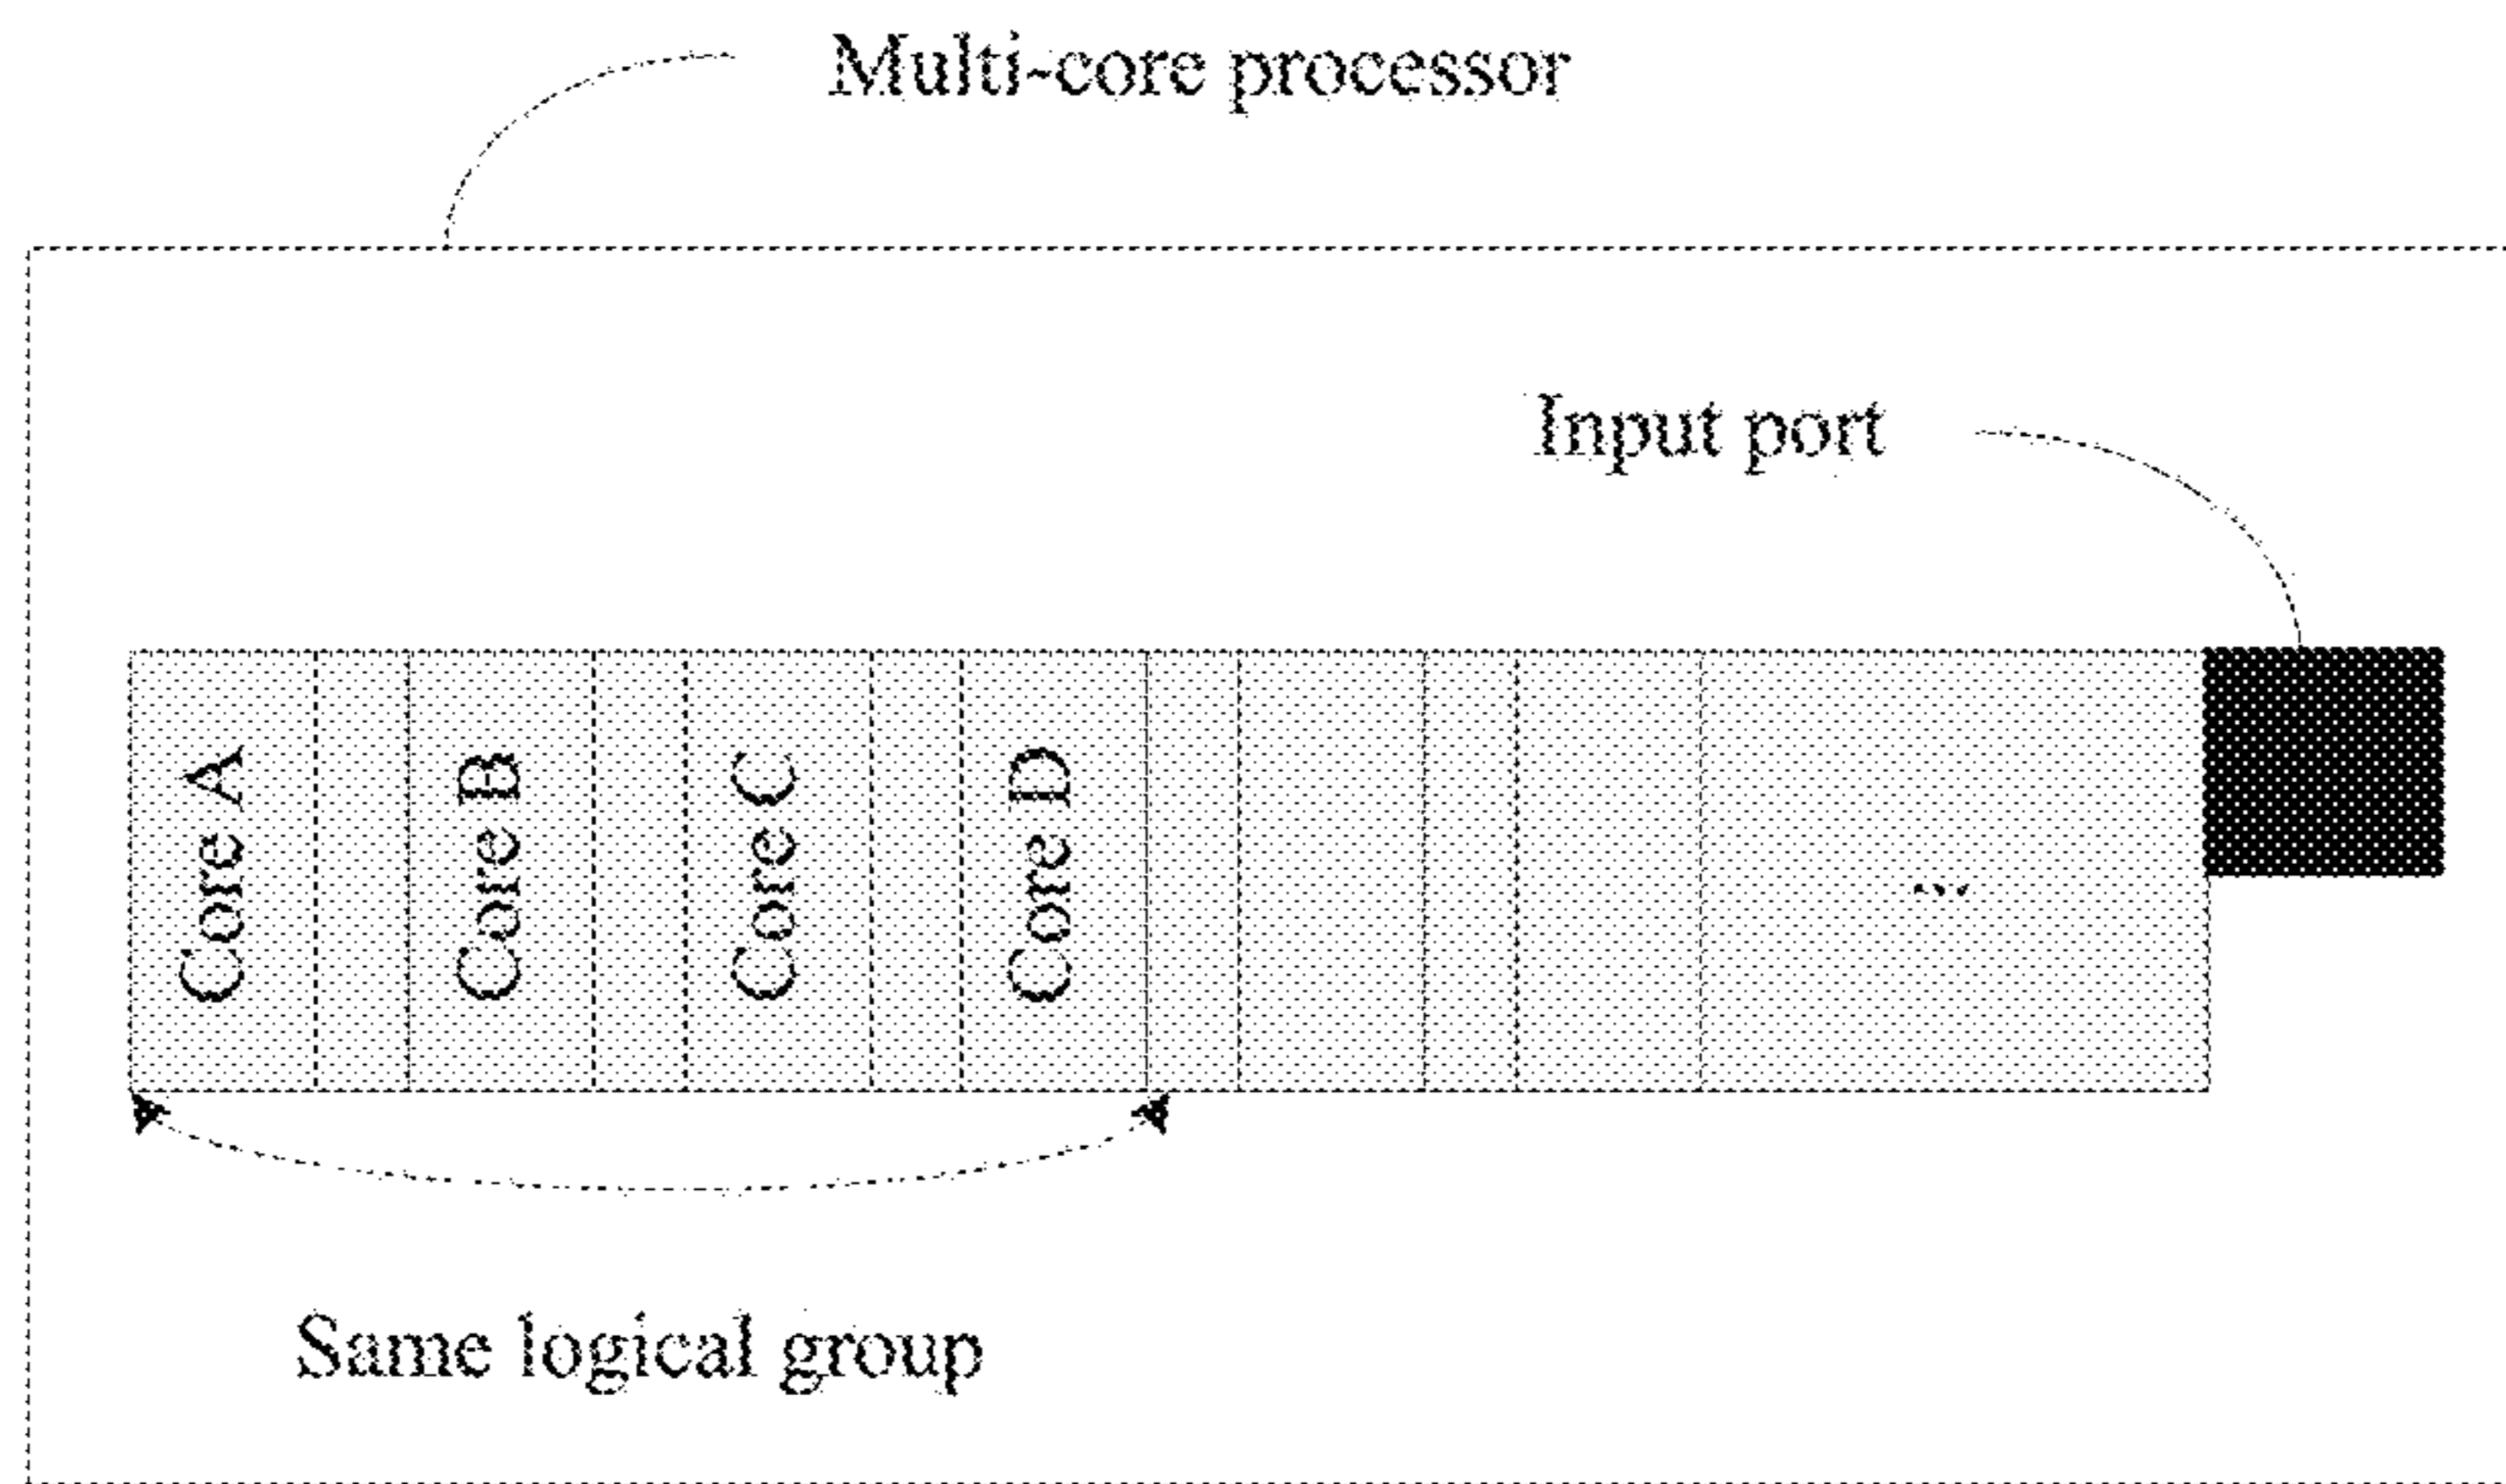 Multi-core processor
Input port
Core A
Core B
Core C
Core D
...
Same logical group